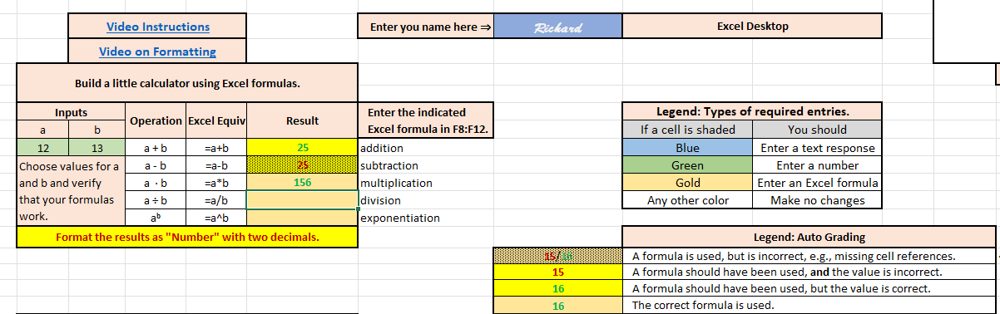 Video Instructions
Enter you name here ⇒
Richard
Excel Desktop
Video on Formatting
Build a little calculator using Excel formulas.
Inputs
Operation
Excel Equiv
Result
Enter the indicated
Excel formula in F8:F12.
a
b
12
13
a + b
=a+b
25
addition
a - b
=a-b
25
subtraction
a · b
=a*b
156
multiplication
a ÷ b
=a/b
division
aᵇ
=a^b
exponentiation
Choose values for a
and b and verify
that your formulas
work.
Format the results as "Number" with two decimals.
Legend: Types of required entries.
If a cell is shaded
You should
Blue
Enter a text response
Green
Enter a number
Gold
Enter an Excel formula
Any other color
Make no changes
Legend: Auto Grading
15/16
A formula is used, but is incorrect, e.g., missing cell references.
15
A formula should have been used, and the value is incorrect.
16
A formula should have been used, but the value is correct.
16
The correct formula is used.